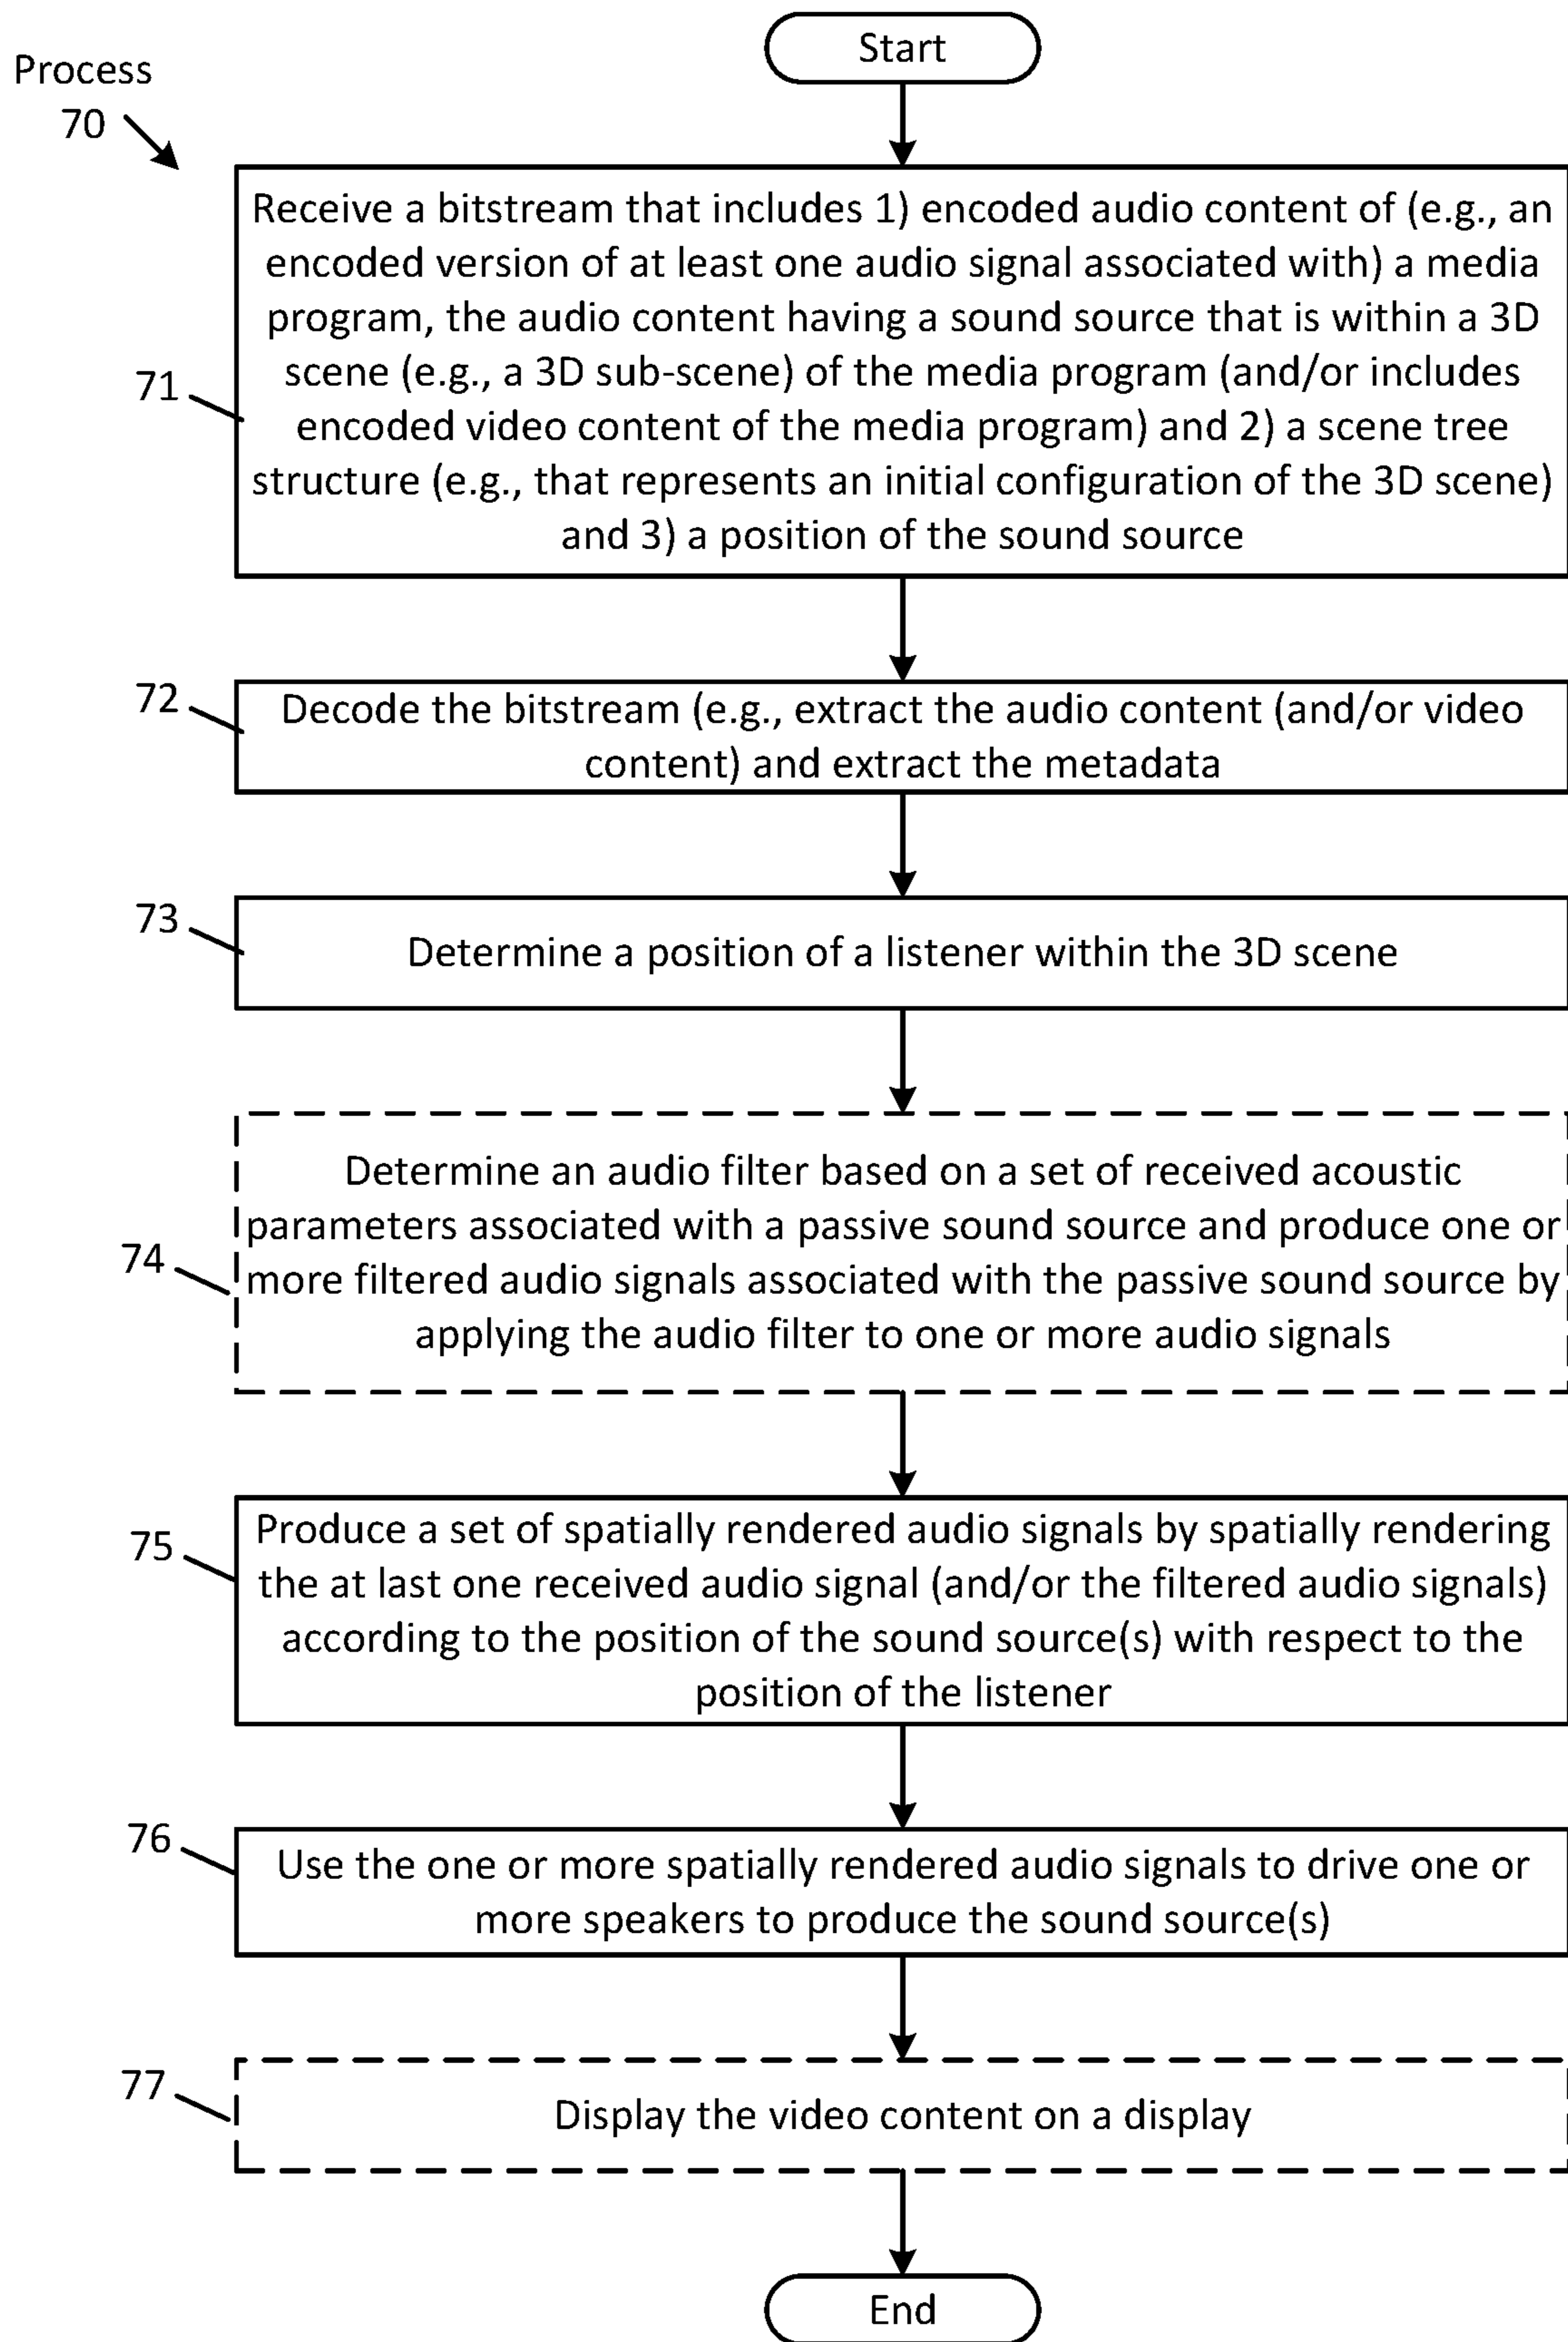 Start
Process
70
Receive a bitstream that includes 1) encoded audio content of (e.g., an
encoded version of at least one audio signal associated with) a media
program, the audio content having a sound source that is within a 3D
scene (e.g., a 3D sub-scene) of the media program (and/or includes
encoded video content of the media program) and 2) a scene tree
structure (e.g., that represents an initial configuration of the 3D scene)
and 3) a position of the sound source
71
72
Decode the bitstream (e.g., extract the audio content (and/or video
content) and extract the metadata
73
Determine a position of a listener within the 3D scene
74
Determine an audio filter based on a set of received acoustic
parameters associated with a passive sound source and produce one or
more filtered audio signals associated with the passive sound source by
applying the audio filter to one or more audio signals
75
Produce a set of spatially rendered audio signals by spatially rendering
the at last one received audio signal (and/or the filtered audio signals)
according to the position of the sound source(s) with respect to the
position of the listener
76
Use the one or more spatially rendered audio signals to drive one or
more speakers to produce the sound source(s)
77
Display the video content on a display
End